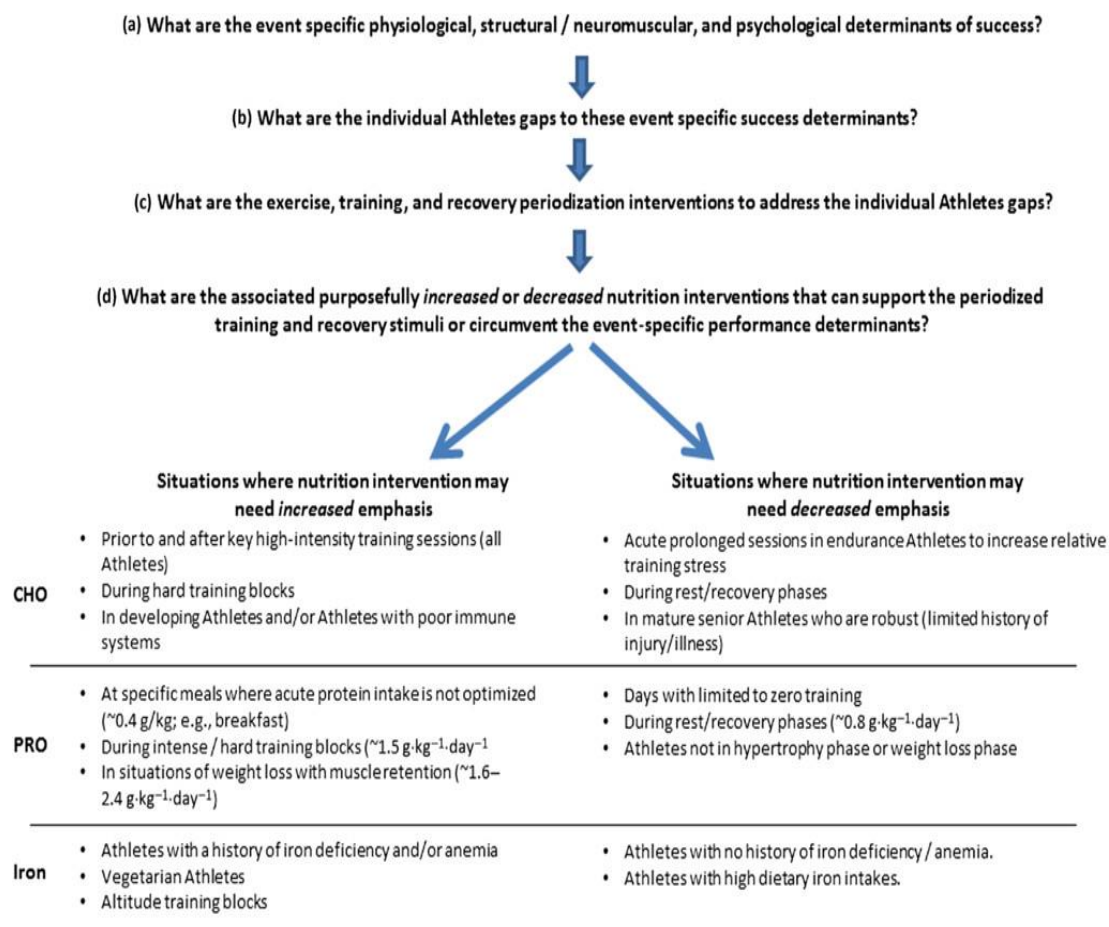 (a) What are the event specific physiological, structural / neuromuscular, and psychological determinants of success?
(b) What are the individual Athletes gaps to these event specific success determinants?
(c) What are the exercise, training, and recovery periodization interventions to address the individual Athletes gaps?
(d) What are the associated purposefully increased or decreased nutrition interventions that can support the periodized
training and recovery stimuli or circumvent the event-specific performance determinants?
Situations where nutrition intervention may
need increased emphasis
Situations where nutrition intervention may
need decreased emphasis
CHO
• Prior to and after key high-intensity training sessions (all
Athletes)
• During hard training blocks
• In developing Athletes and/or Athletes with poor immune
systems
• Acute prolonged sessions in endurance Athletes to increase relative
training stress
• During rest/recovery phases
• In mature senior Athletes who are robust (limited history of
injury/illness)
PRO
• At specific meals where acute protein intake is not optimized
(~0.4 g/kg; e.g., breakfast)
• During intense / hard training blocks (~1.5 g·kg⁻¹·day⁻¹
• In situations of weight loss with muscle retention (~1.6–
2.4 g·kg⁻¹·day⁻¹)
• Days with limited to zero training
• During rest/recovery phases (~0.8 g·kg⁻¹·day⁻¹)
• Athletes not in hypertrophy phase or weight loss phase
Iron
• Athletes with a history of iron deficiency and/or anemia
• Vegetarian Athletes
• Altitude training blocks
• Athletes with no history of iron deficiency / anemia.
• Athletes with high dietary iron intakes.